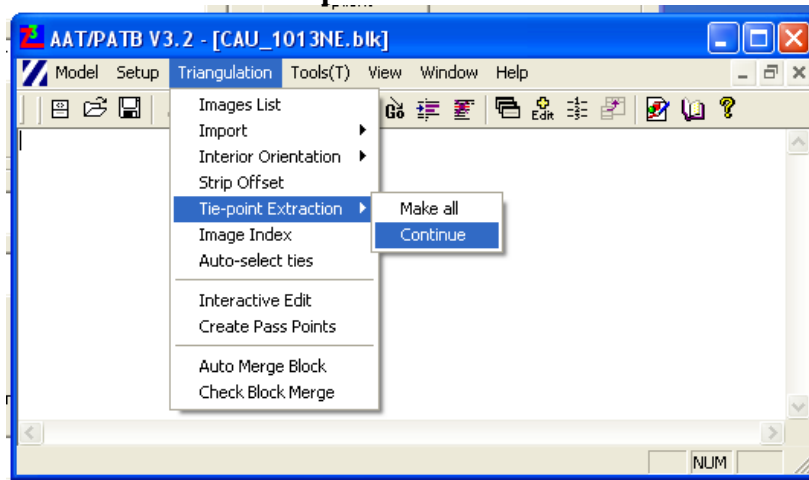 AAT/PATB V3.2 - [CAU_1013NE.blk]
Model Setup Triangulation Tools(T) View Window Help
Edit
Images List
Import
Interior Orientation
Strip Offset
Tie-point Extraction
Make all
Image Index
Continue
Auto-select ties
Interactive Edit
Create Pass Points
Auto Merge Block
Check Block Merge
NUM